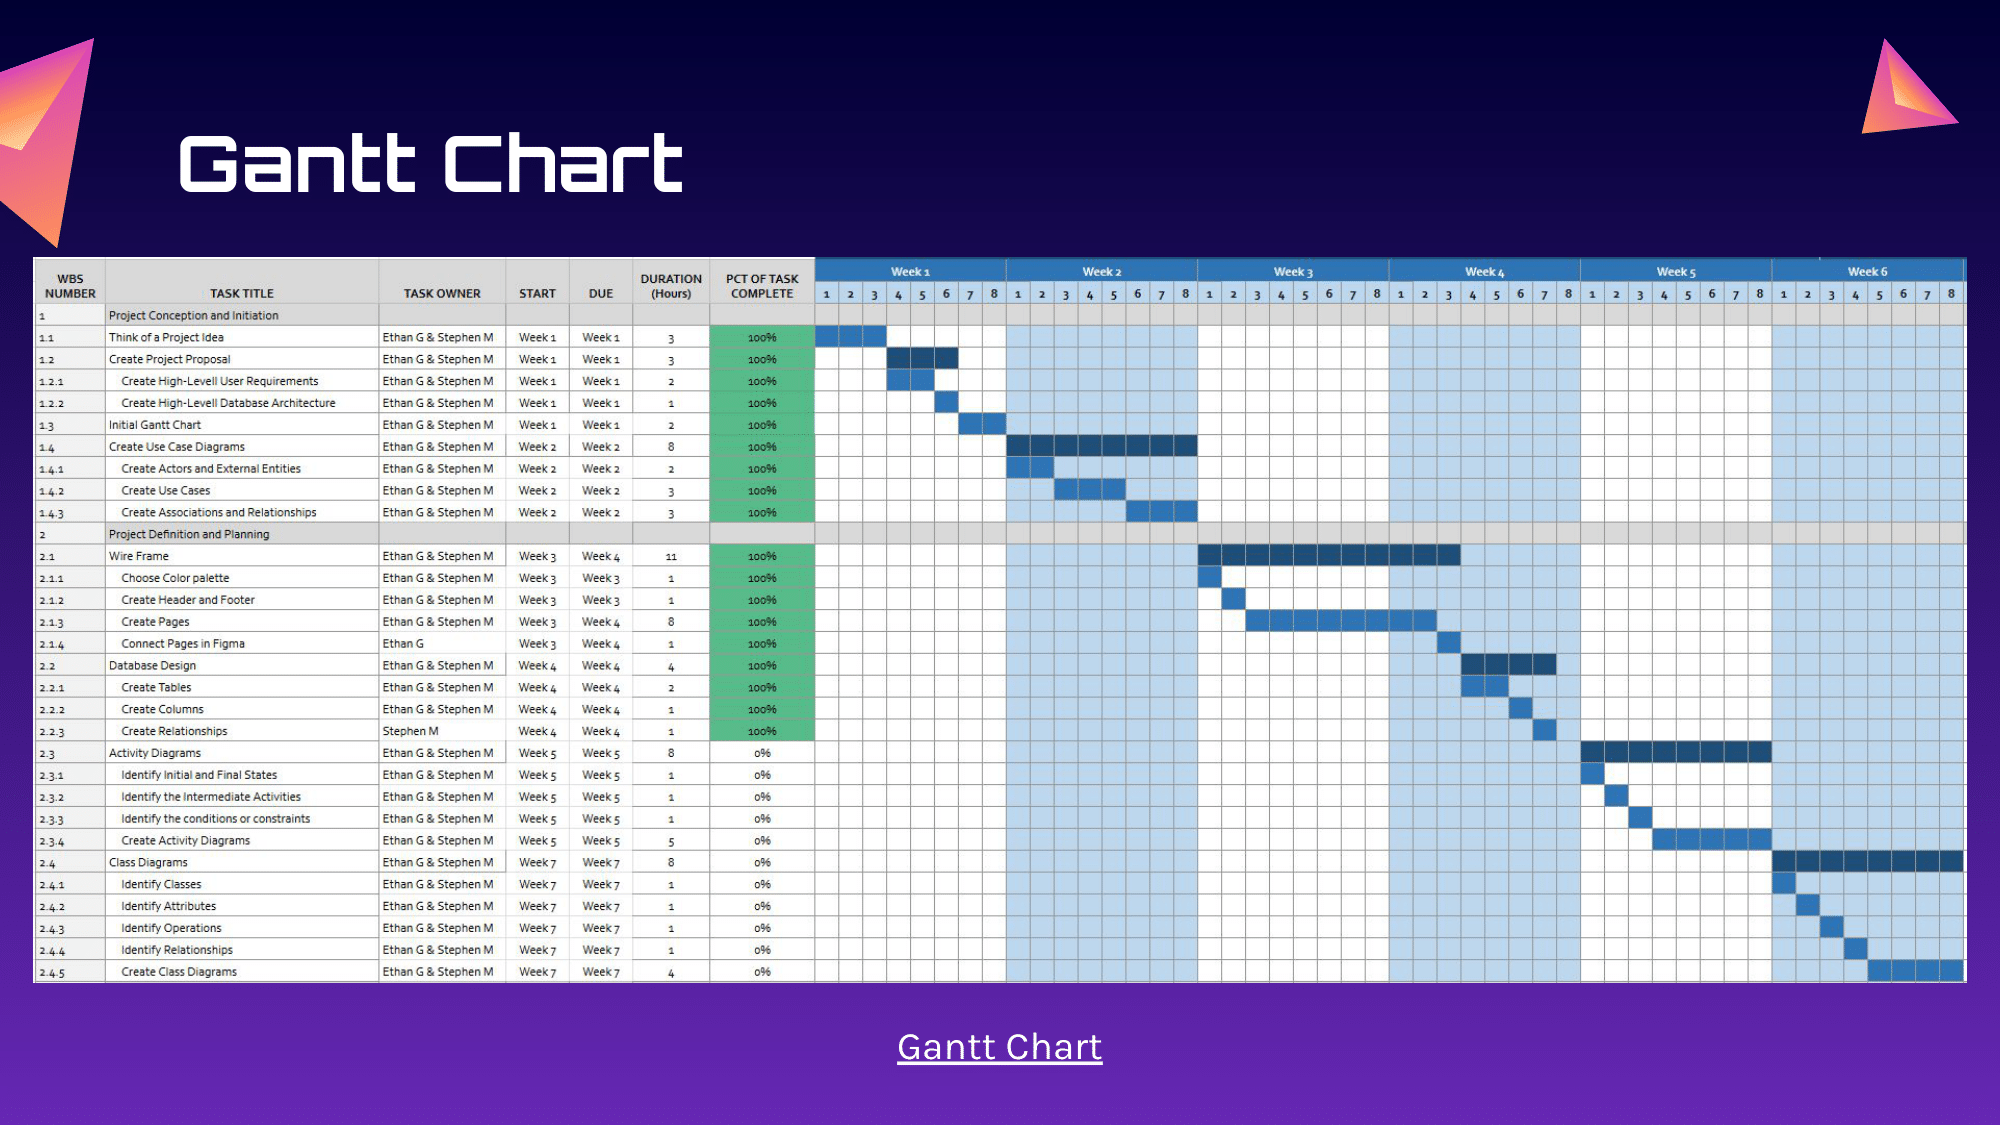 Gantt Chart
WBS NUMBER TASK TITLE TASK OWNER START DUE DURATION (Hours) PCT OF TASK COMPLETE Week 1 Week 2 Week 3 Week 4 Week 5 Week 6
1 2 3 4 5 6 7 8 1 2 3 4 5 6 7 8 1 2 3 4 5 6 7 8 1 2 3 4 5 6 7 8 1 2 3 4 5 6 7 8 1 2 3 4 5 6 7 8
1 Project Conception and Initiation
1.1 Think of a Project Idea Ethan G & Stephen M Week 1 Week 1 3 100%
1.2 Create Project Proposal Ethan G & Stephen M Week 1 Week 1 3 100%
1.2.1 Create High-Levell User Requirements Ethan G & Stephen M Week 1 Week 1 2 100%
1.2.2 Create High-Levell Database Architecture Ethan G & Stephen M Week 1 Week 1 1 100%
1.3 Initial Gantt Chart Ethan G & Stephen M Week 1 Week 1 2 100%
1.4 Create Use Case Diagrams Ethan G & Stephen M Week 2 Week 2 8 100%
1.4.1 Create Actors and External Entities Ethan G & Stephen M Week 2 Week 2 2 100%
1.4.2 Create Use Cases Ethan G & Stephen M Week 2 Week 2 3 100%
1.4.3 Create Associations and Relationships Ethan G & Stephen M Week 2 Week 2 3 100%
2 Project Definition and Planning
2.1 Wire Frame Ethan G & Stephen M Week 3 Week 4 11 100%
2.1.1 Choose Color palette Ethan G & Stephen M Week 3 Week 3 1 100%
2.1.2 Create Header and Footer Ethan G & Stephen M Week 3 Week 3 1 100%
2.1.3 Create Pages Ethan G & Stephen M Week 3 Week 4 8 100%
2.1.4 Connect Pages in Figma Ethan G Week 3 Week 4 1 100%
2.2 Database Design Ethan G & Stephen M Week 4 Week 4 4 100%
2.2.1 Create Tables Ethan G & Stephen M Week 4 Week 4 2 100%
2.2.2 Create Columns Ethan G & Stephen M Week 4 Week 4 1 100%
2.2.3 Create Relationships Stephen M Week 4 Week 4 1 100%
2.3 Activity Diagrams Ethan G & Stephen M Week 5 Week 5 8 0%
2.3.1 Identify Initial and Final States Ethan G & Stephen M Week 5 Week 5 1 0%
2.3.2 Identify the Intermediate Activities Ethan G & Stephen M Week 5 Week 5 1 0%
2.3.3 Identify the conditions or constraints Ethan G & Stephen M Week 5 Week 5 1 0%
2.3.4 Create Activity Diagrams Ethan G & Stephen M Week 5 Week 5 5 0%
2.4 Class Diagrams Ethan G & Stephen M Week 7 Week 7 8 0%
2.4.1 Identify Classes Ethan G & Stephen M Week 7 Week 7 1 0%
2.4.2 Identify Attributes Ethan G & Stephen M Week 7 Week 7 1 0%
2.4.3 Identify Operations Ethan G & Stephen M Week 7 Week 7 1 0%
2.4.4 Identify Relationships Ethan G & Stephen M Week 7 Week 7 1 0%
2.4.5 Create Class Diagrams Ethan G & Stephen M Week 7 Week 7 4 0%
Gantt Chart